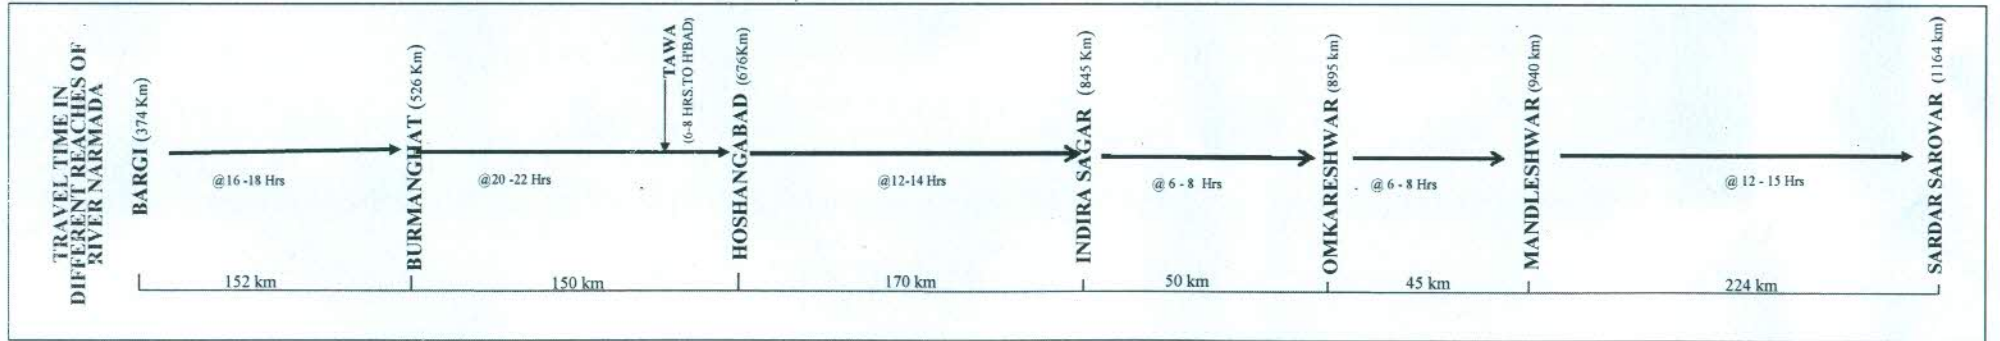 TRAVEL TIME IN
DIFFERENT REACHES OF
RIVER NARMADA
BARGI (374 Km)
@16 -18 Hrs
BURMANGHAT (526 Km)
@20 -22 Hrs
TAWA
(6-8 HRS.TO H'BAD)
HOSHANGABAD (676Km)
@12-14 Hrs
INDIRA SAGAR (845 Km)
@ 6 - 8 Hrs
OMKARESHWAR (895 km)
@ 6 - 8 Hrs
MANDLESHWAR (940 km)
@ 12 - 15 Hrs
SARDAR SAROVAR (1164 km)
152 km
150 km
170 km
50 km
45 km
224 km